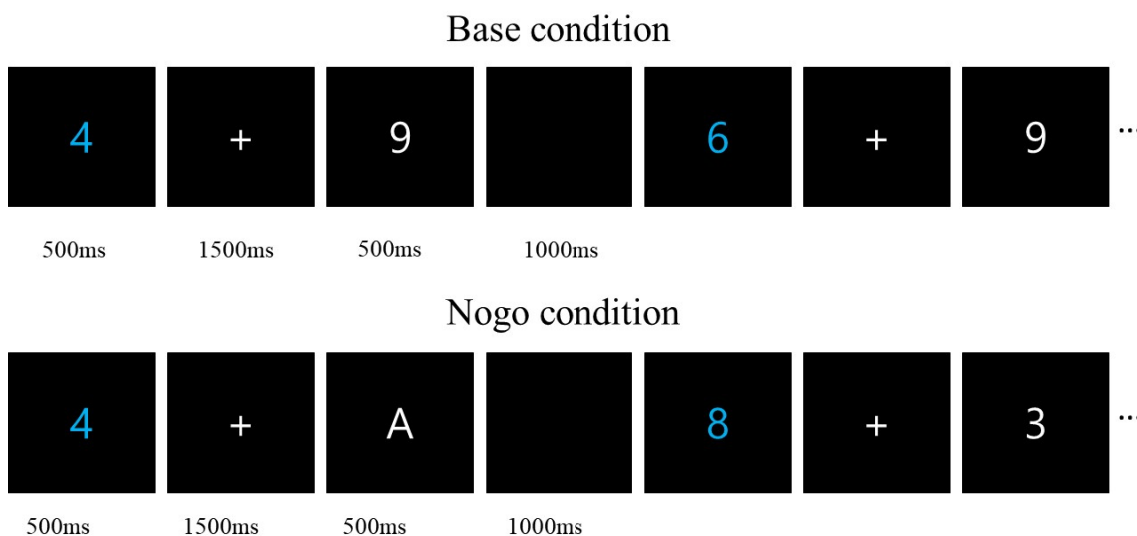 Base condition
4 + 9 6 + 9 ...
500ms 1500ms 500ms 1000ms
Nogo condition
4 + A 8 + 3 ...
500ms 1500ms 500ms 1000ms